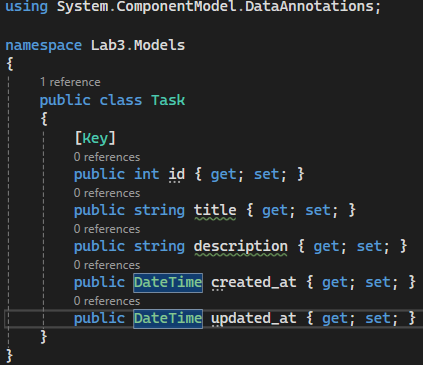 using System.ComponentModel.DataAnnotations;
namespace Lab3.Models
{
1 reference
public class Task
{
[Key]
0 references
public int id { get; set; }
0 references
public string title { get; set; }
0 references
public string description { get; set; }
0 references
public DateTime created_at { get; set; }
0 references
public DateTime updated_at { get; set; }
}
}